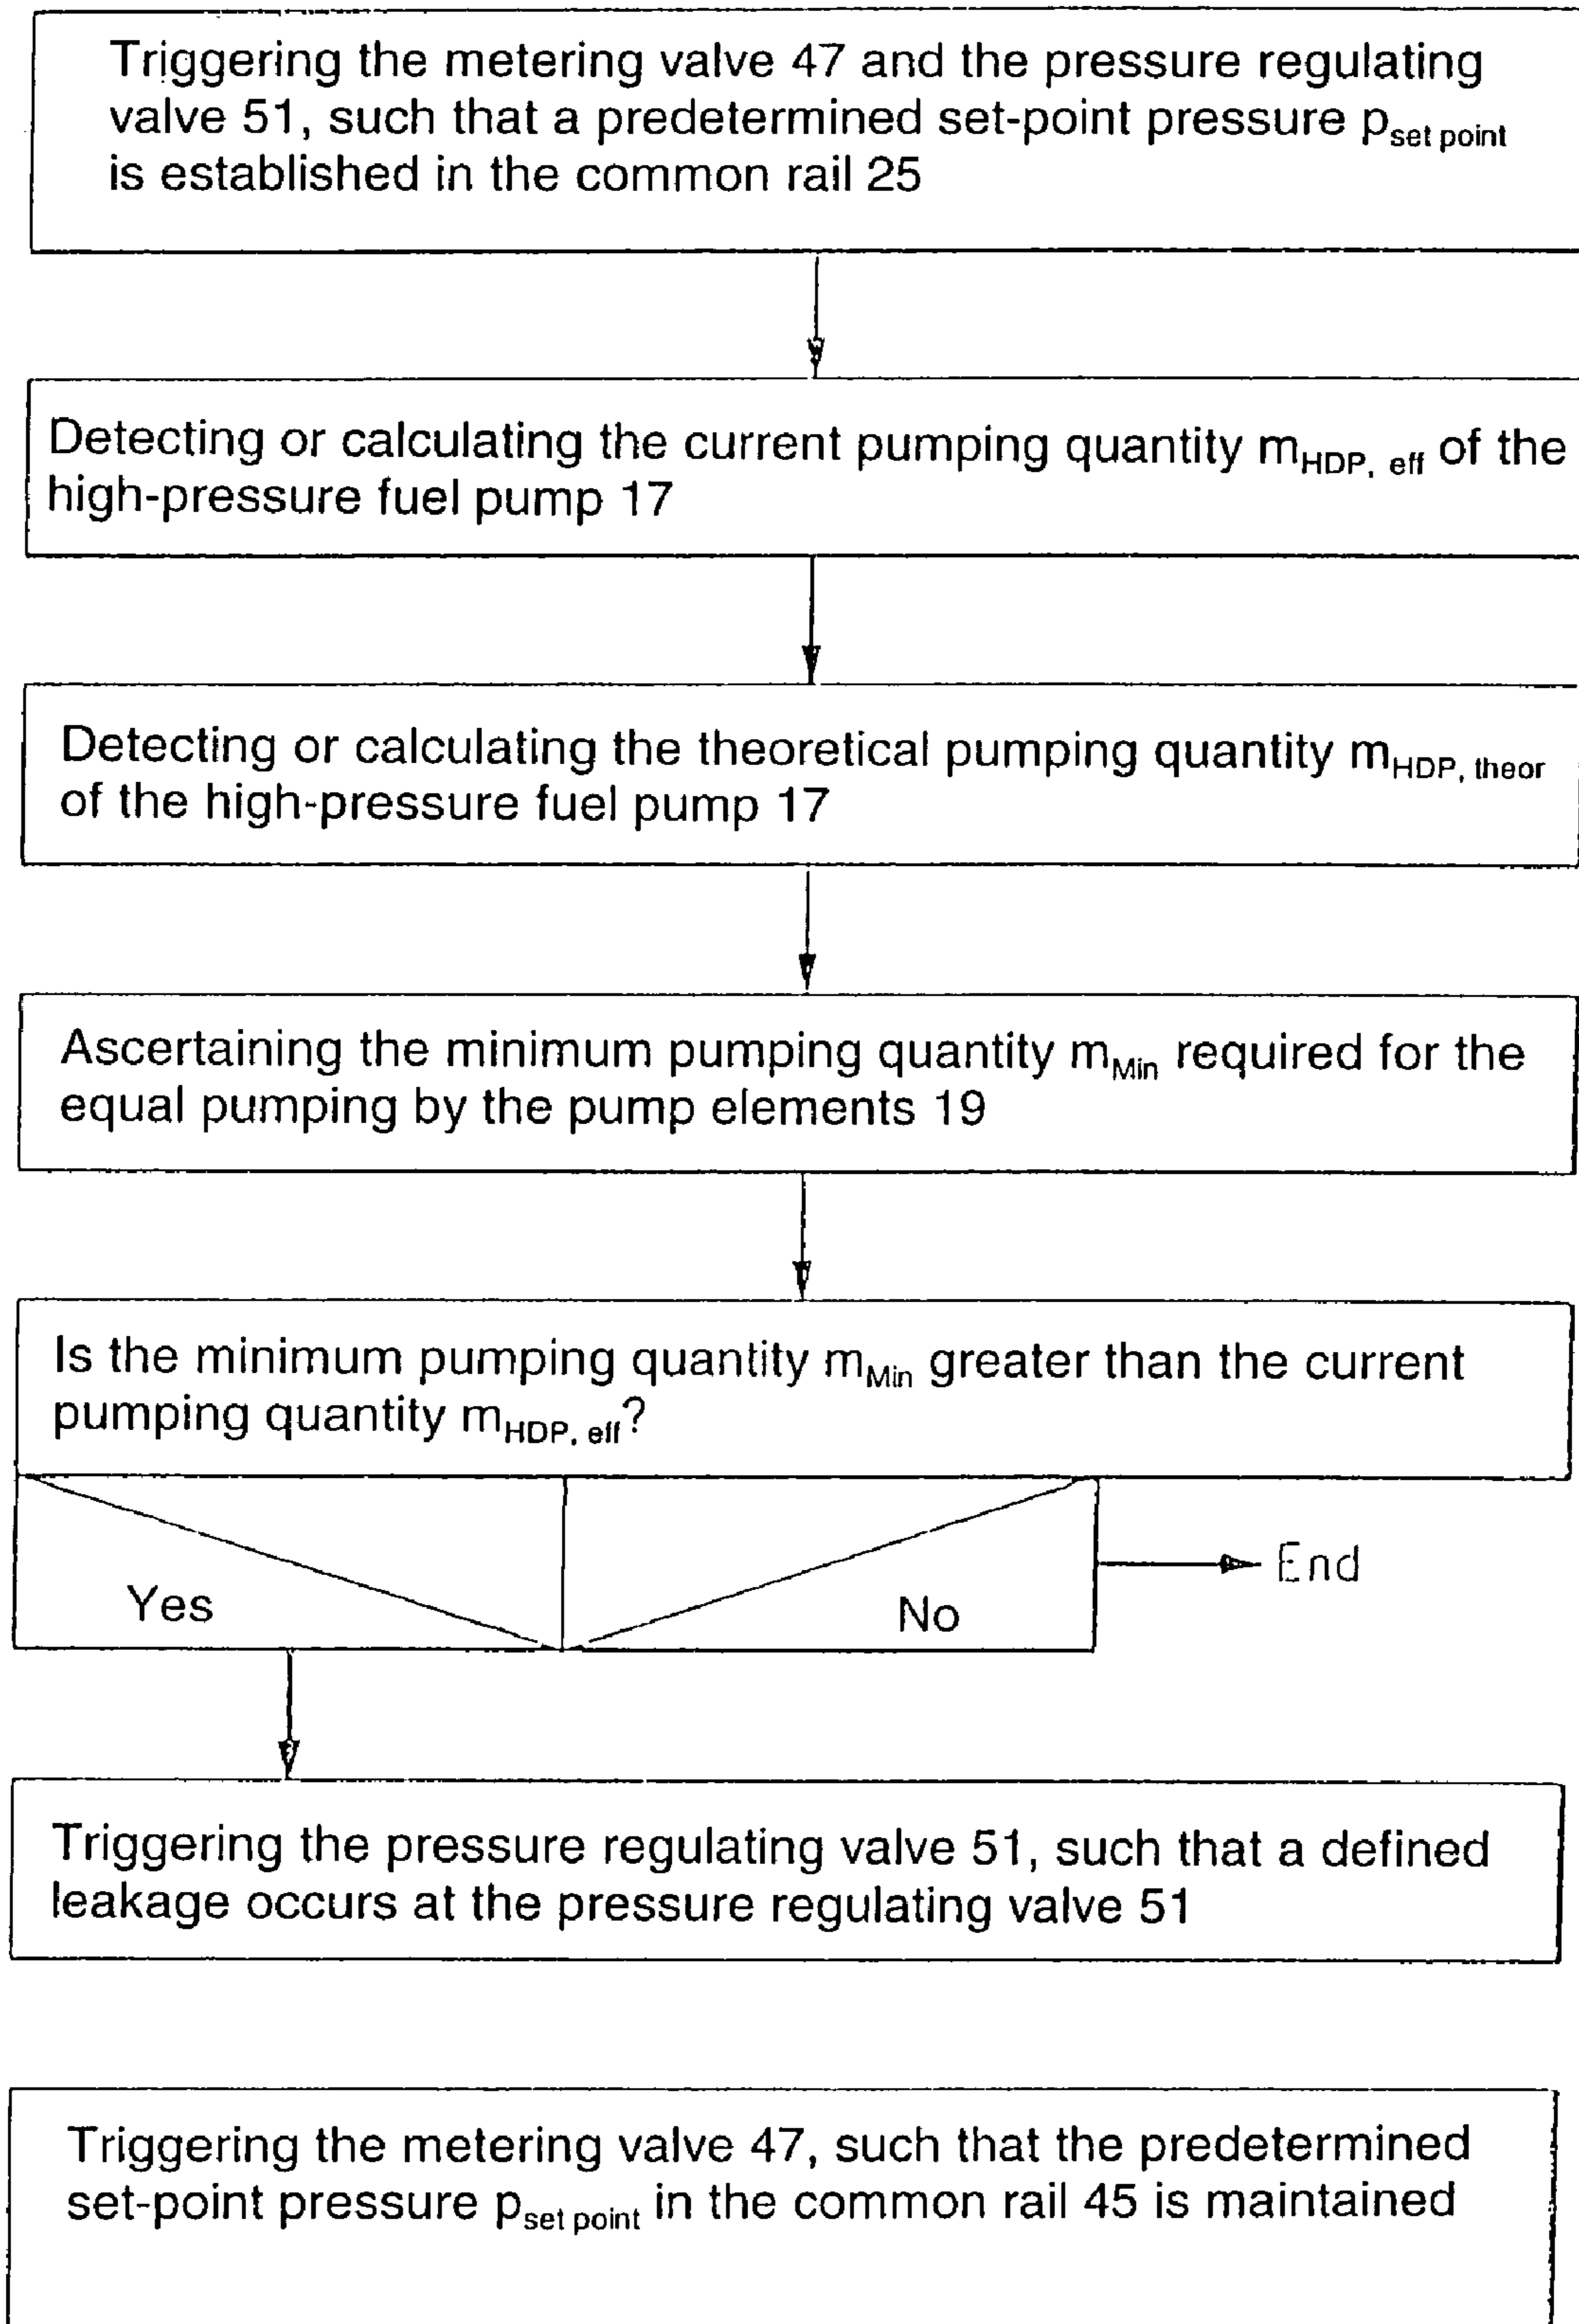 Triggering the metering valve 47 and the pressure regulating
valve 51, such that a predetermined set-point pressure pset point
is established in the common rail 25
Detecting or calculating the current pumping quantity mHDP, eff of the
high-pressure fuel pump 17
Detecting or calculating the theoretical pumping quantity mHDP, theor
of the high-pressure fuel pump 17
Ascertaining the minimum pumping quantity mMin required for the
equal pumping by the pump elements 19
Is the minimum pumping quantity mMin greater than the current
pumping quantity mHDP, eff?
Yes
No
End
Triggering the pressure regulating valve 51, such that a defined
leakage occurs at the pressure regulating valve 51
Triggering the metering valve 47, such that the predetermined
set-point pressure pset point in the common rail 45 is maintained